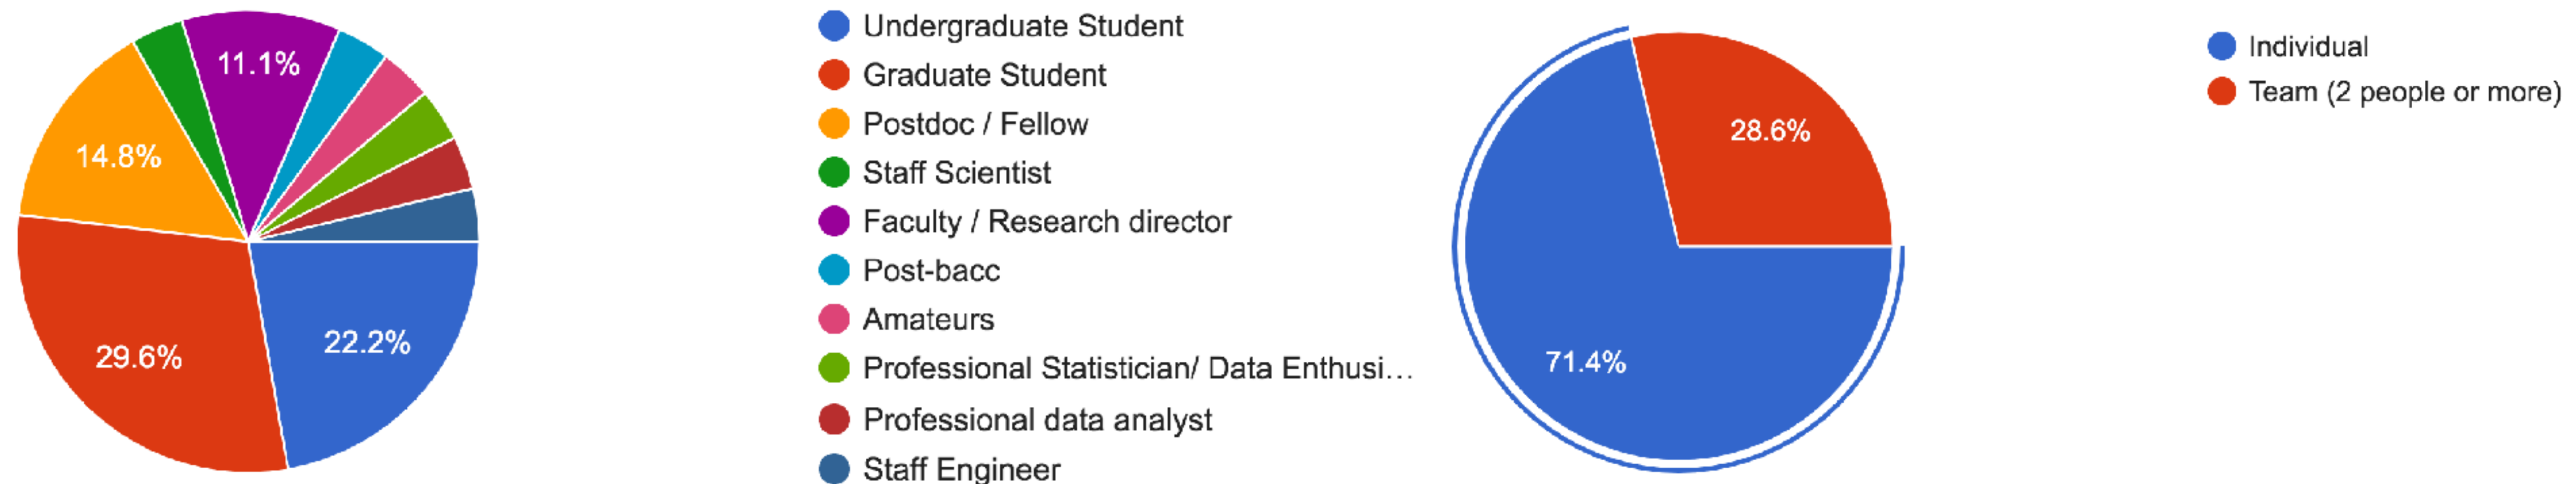 11.1%
14.8%
29.6%
22.2%
Undergraduate Student
Graduate Student
Postdoc / Fellow
Staff Scientist
Faculty / Research director
Post-bacc
Amateurs
Professional Statistician/ Data Enthusi…
Professional data analyst
Staff Engineer
28.6%
71.4%
Individual
Team (2 people or more)